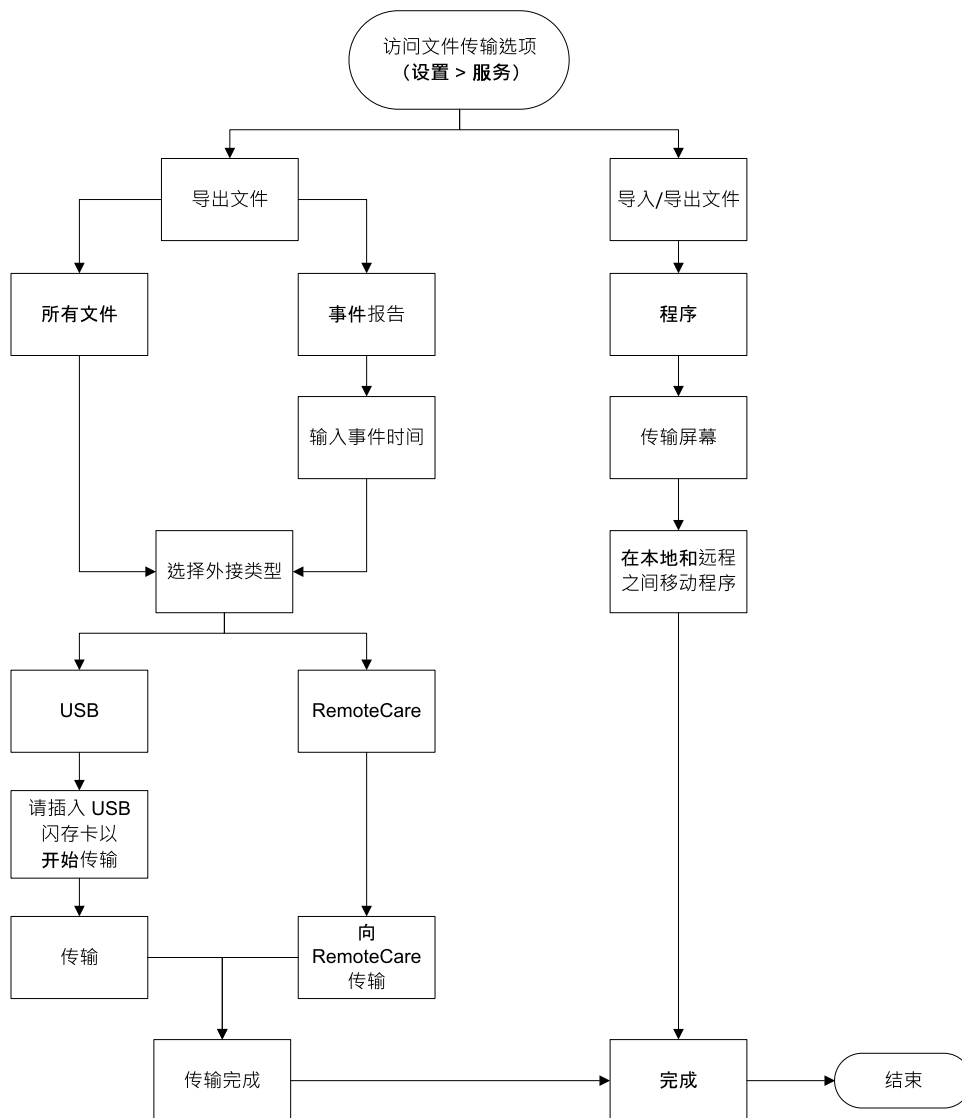 访问文件传输选项
（设置 > 服务）
导出文件
导入/导出文件
所有文件
事件报告
程序
输入事件时间
传输屏幕
选择外接类型
在本地和远程
之间移动程序
USB
RemoteCare
请插入 USB
闪存卡以
开始传输
传输
向
RemoteCare
传输
传输完成
完成
结束